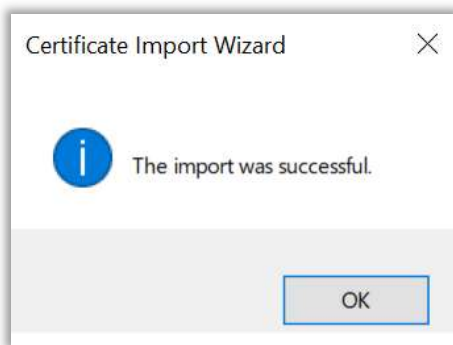 Certificate Import Wizard
The import was successful.
OK